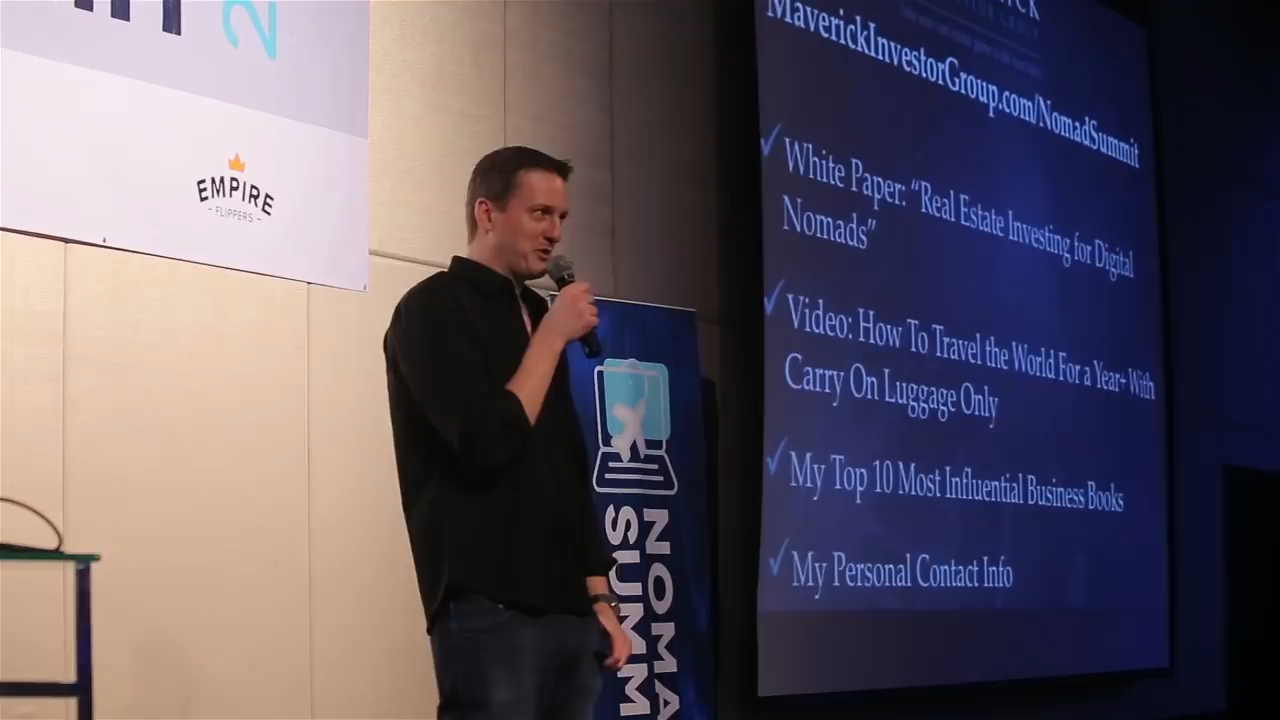 2
EMPIRE
- FLIPPERS -
MaverickInvestorGroup.com/NomadSummit
✓ White Paper: “Real Estate Investing for Digital
Nomads”
✓ Video: How To Travel the World For a Year+ With
Carry On Luggage Only
✓ My Top 10 Most Influential Business Books
✓ My Personal Contact Info
NOMA
SUMM